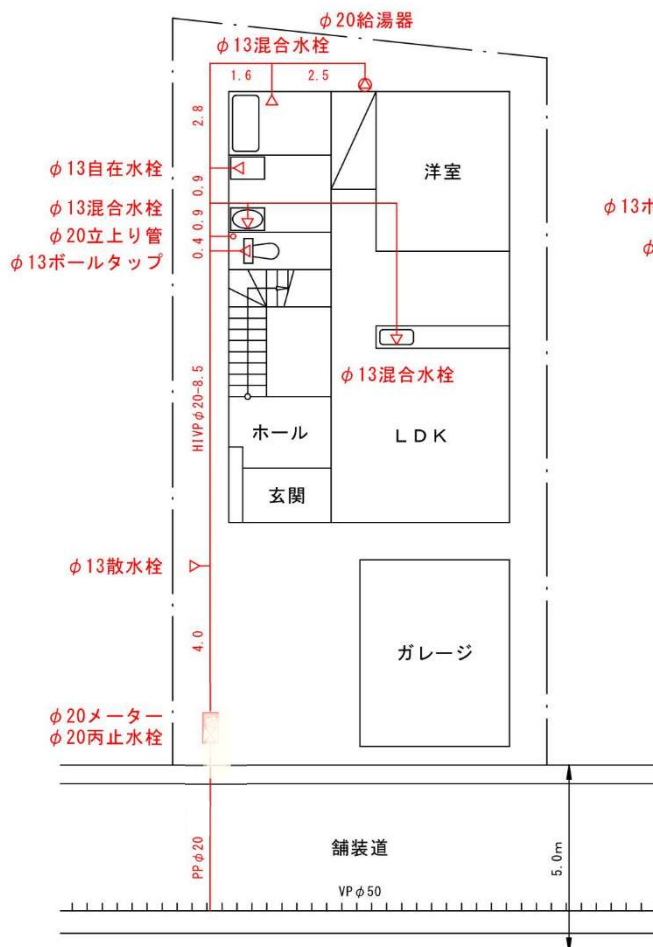 φ20給湯器
φ13混合水栓
1.6
2.5
2.8
φ13自在水栓
0.9
洋室
φ13混合水栓
0.9
φ20立上り管
0.4
φ13ボールタップ
φ13ボ
φ
φ13混合水栓
HIVPφ20-8.5
ホール
LDK
玄関
φ13散水栓
4.0
ガレージ
φ20メーター
φ20丙止水栓
PPφ20
舗装道
5.0m
VPφ50